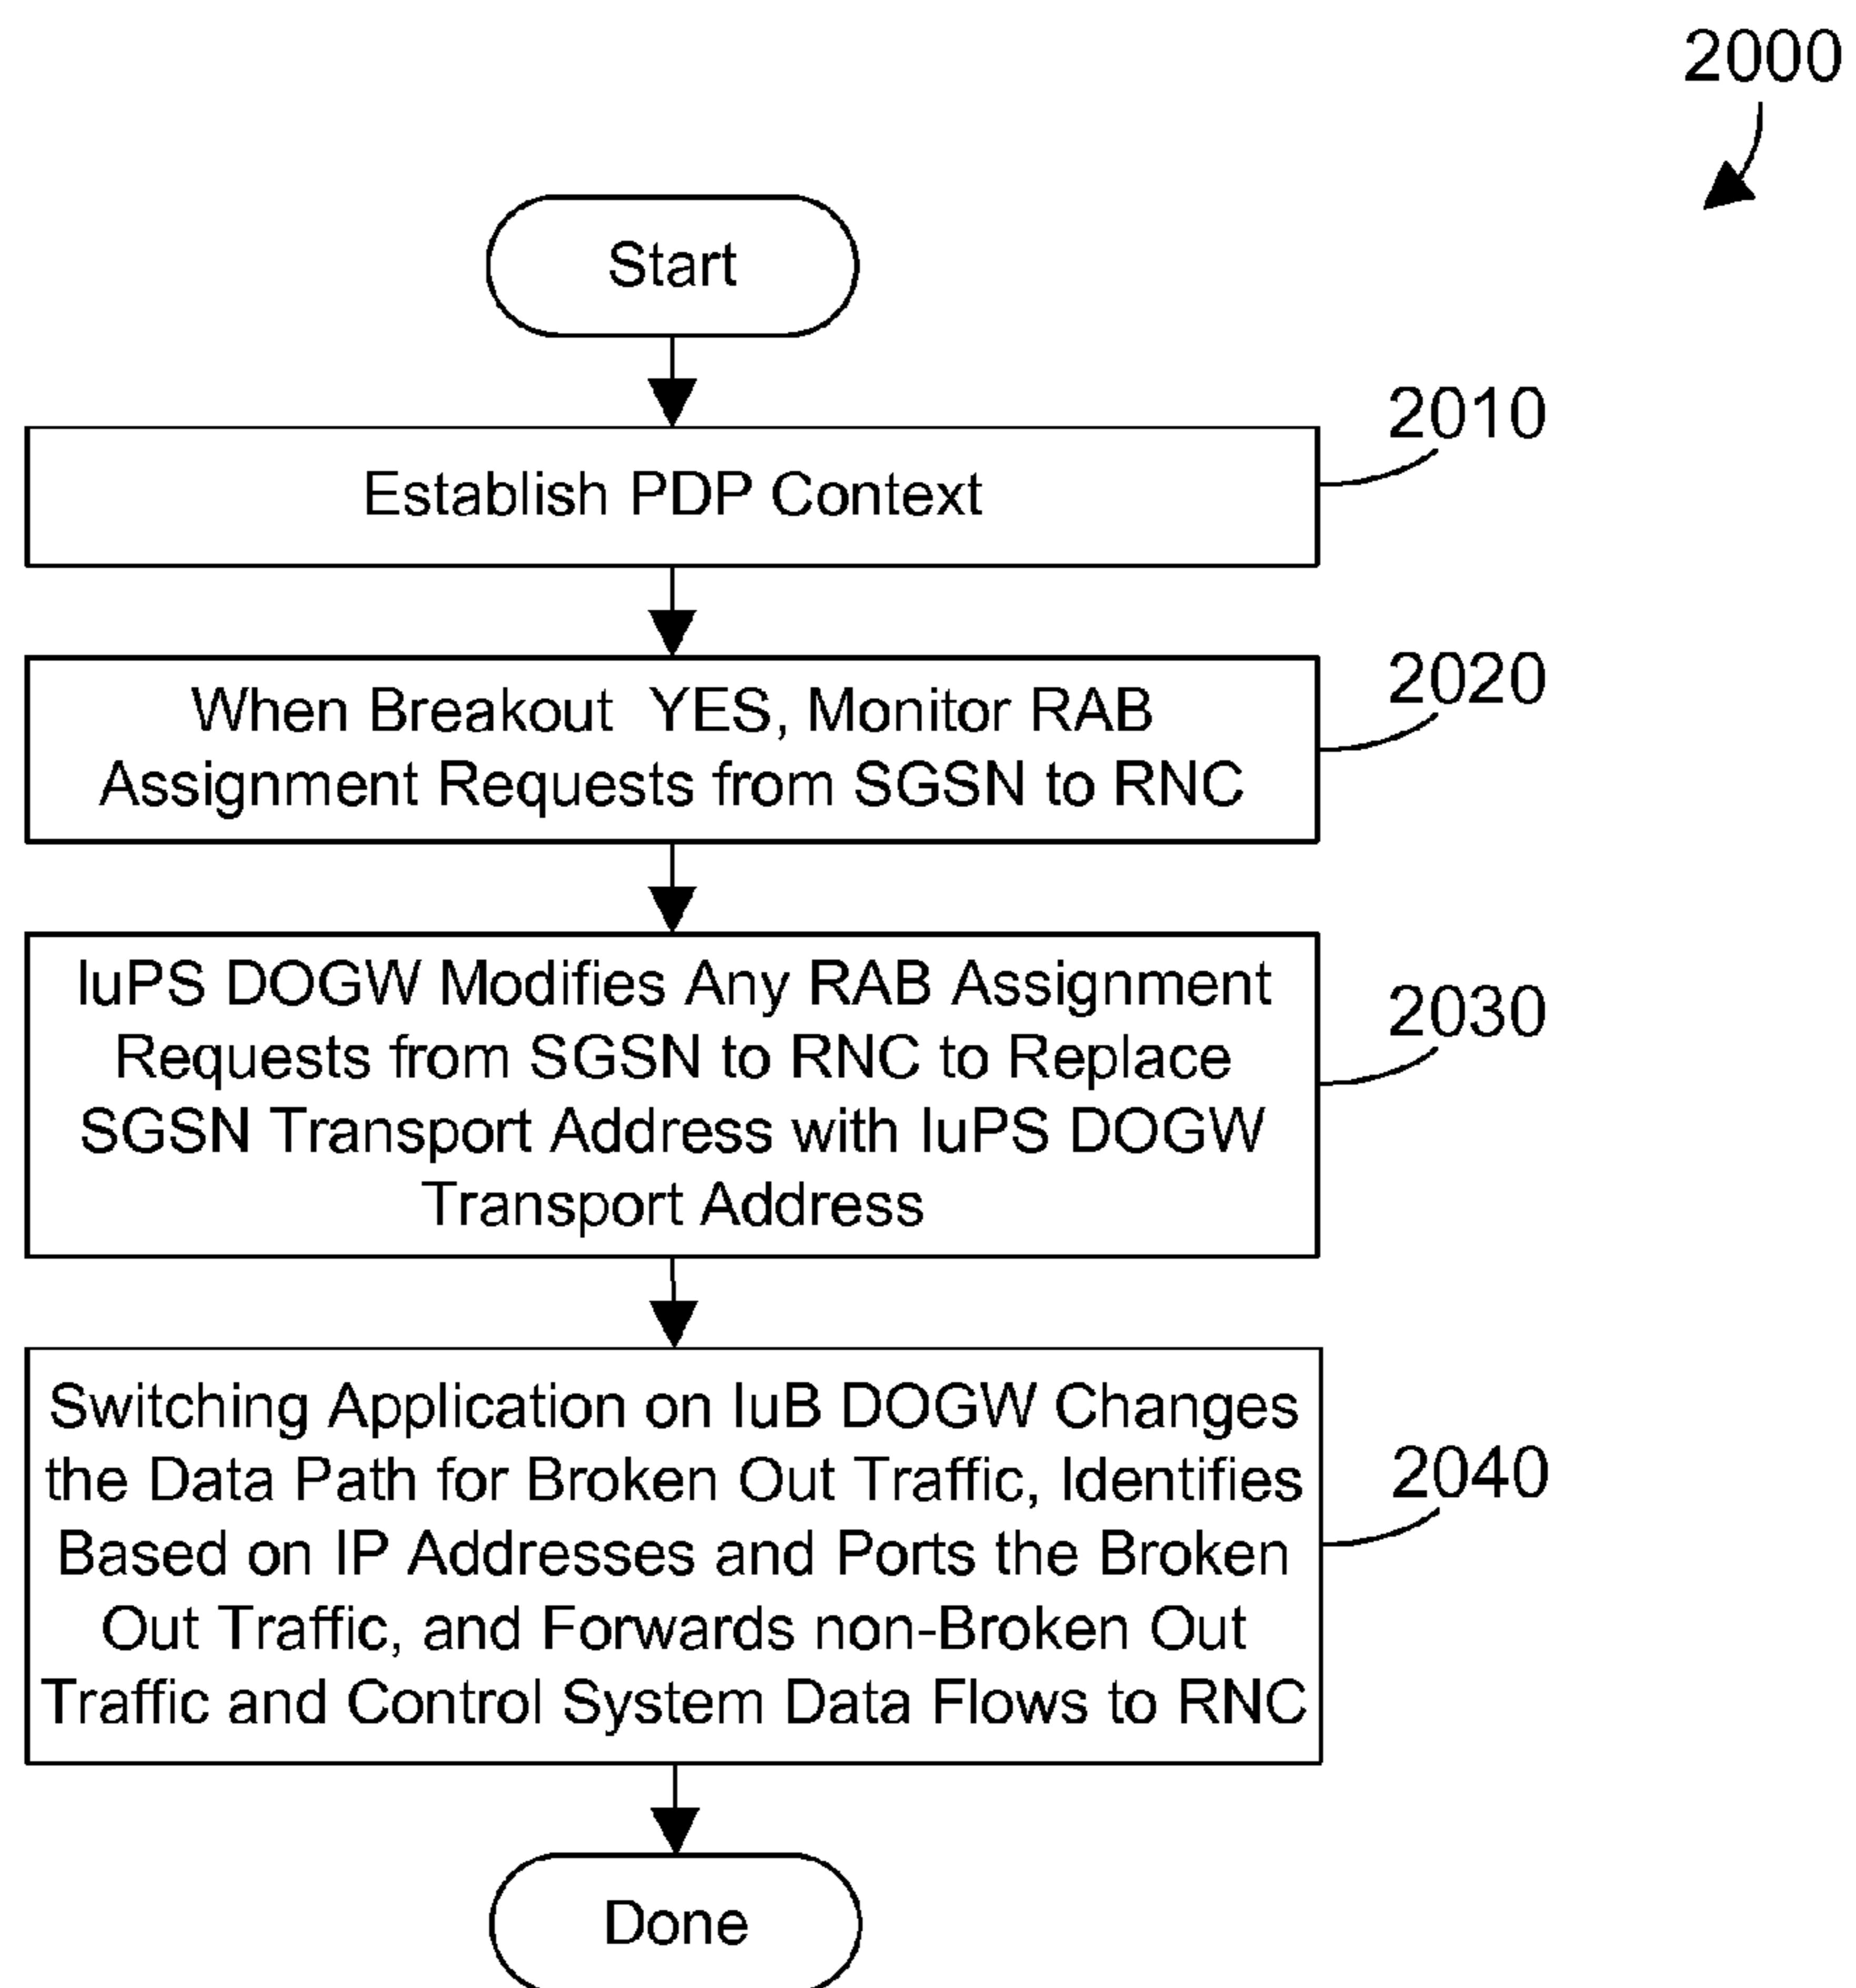 2000
Start
2010
Establish PDP Context
2020
When Breakout YES, Monitor RAB
Assignment Requests from SGSN to RNC
IuPS DOGW Modifies Any RAB Assignment
Requests from SGSN to RNC to Replace
SGSN Transport Address with IuPS DOGW
Transport Address
2030
Switching Application on IuB DOGW Changes
the Data Path for Broken Out Traffic, Identifies
Based on IP Addresses and Ports the Broken
Out Traffic, and Forwards non-Broken Out
Traffic and Control System Data Flows to RNC
2040
Done